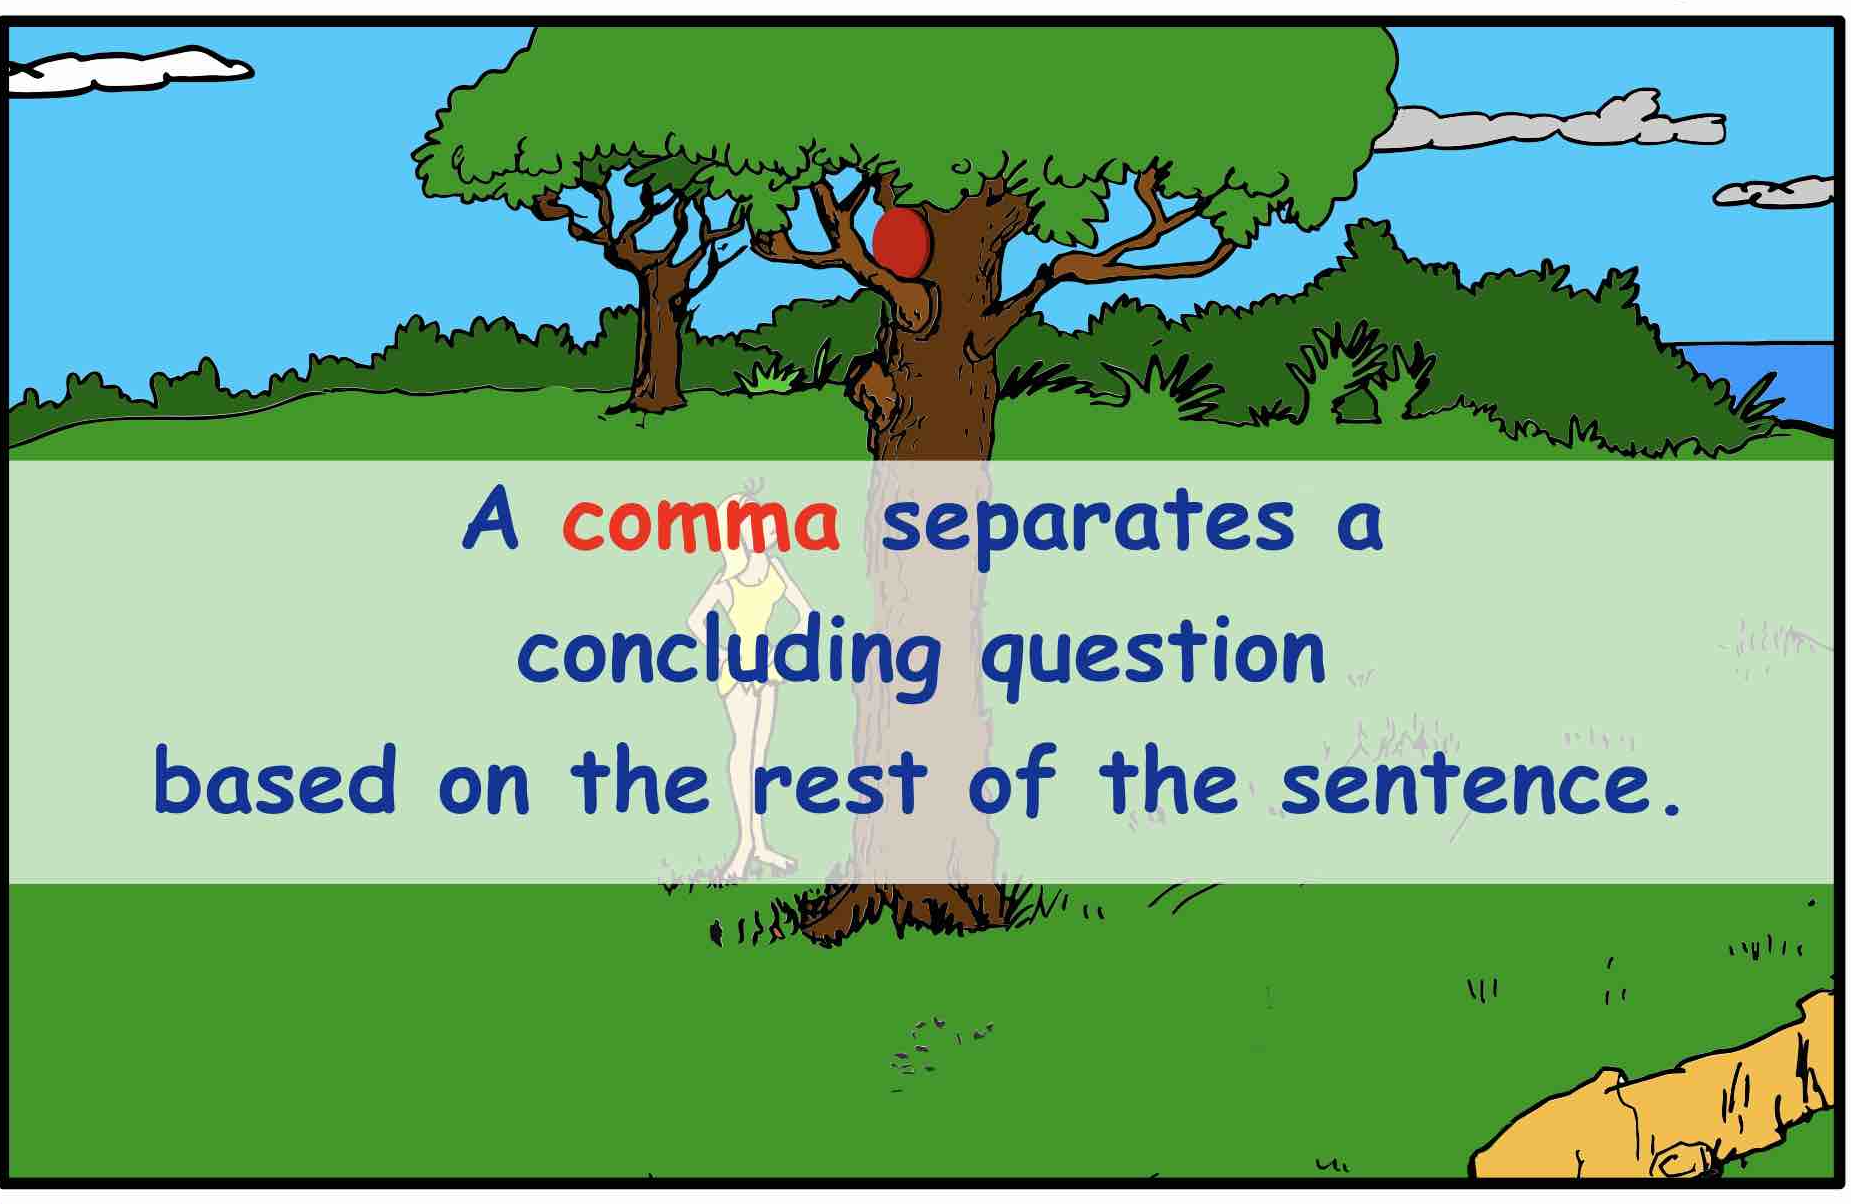 A comma separates a
concluding question
based on the rest of the sentence.